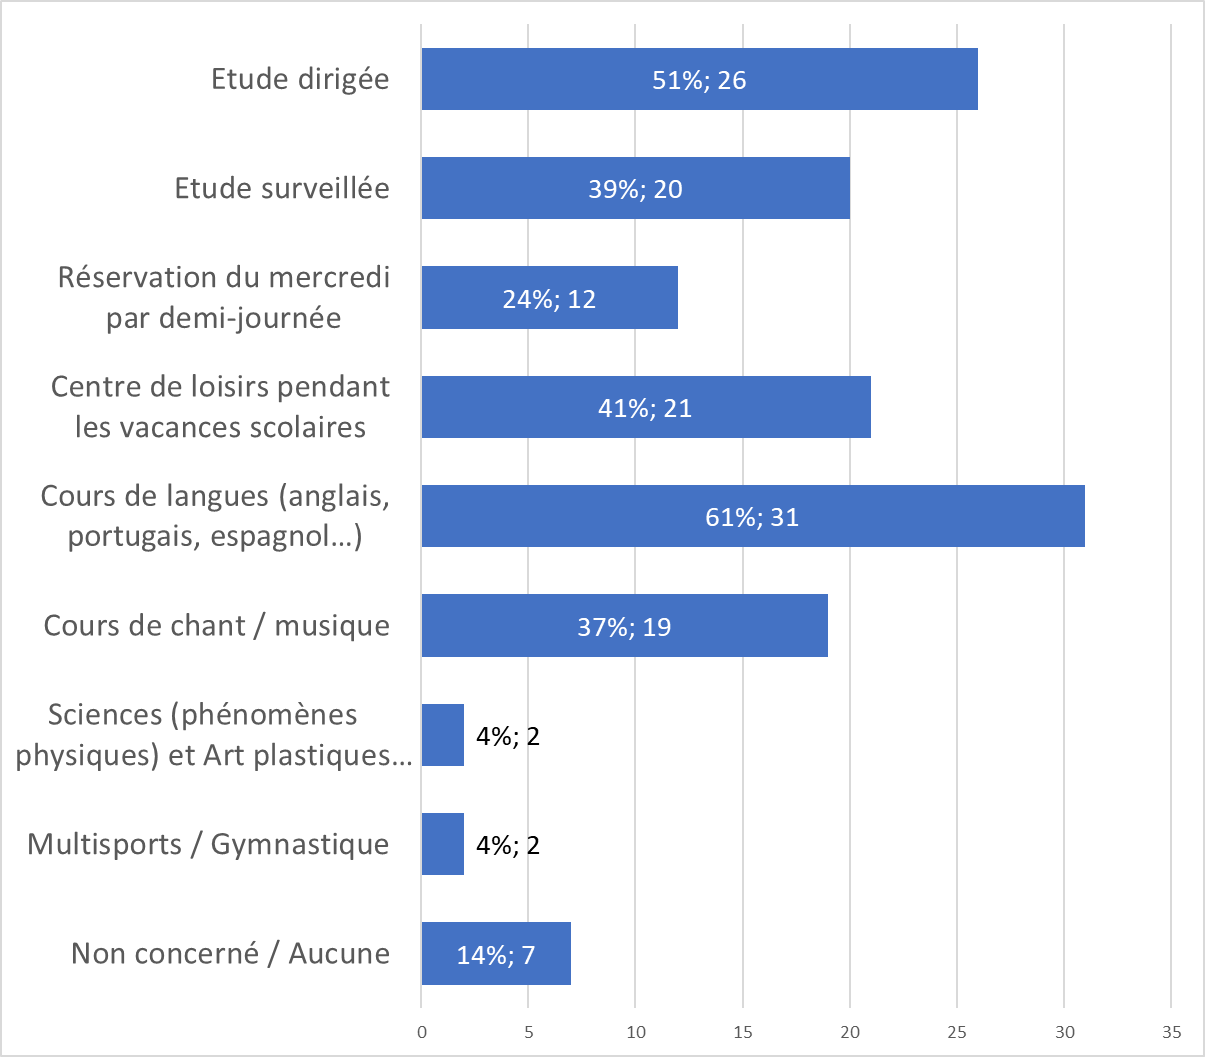 Etude dirigée
51%; 26
Etude surveillée
39%; 20
Réservation du mercredi
par demi-journée
24%; 12
Centre de loisirs pendant
les vacances scolaires
41%; 21
Cours de langues (anglais,
portugais, espagnol…)
61%; 31
Cours de chant / musique
37%; 19
Sciences (phénomènes
physiques) et Art plastiques…
4%; 2
Multisports / Gymnastique
4%; 2
Non concerné / Aucune
14%; 7
0 5 10 15 20 25 30 35